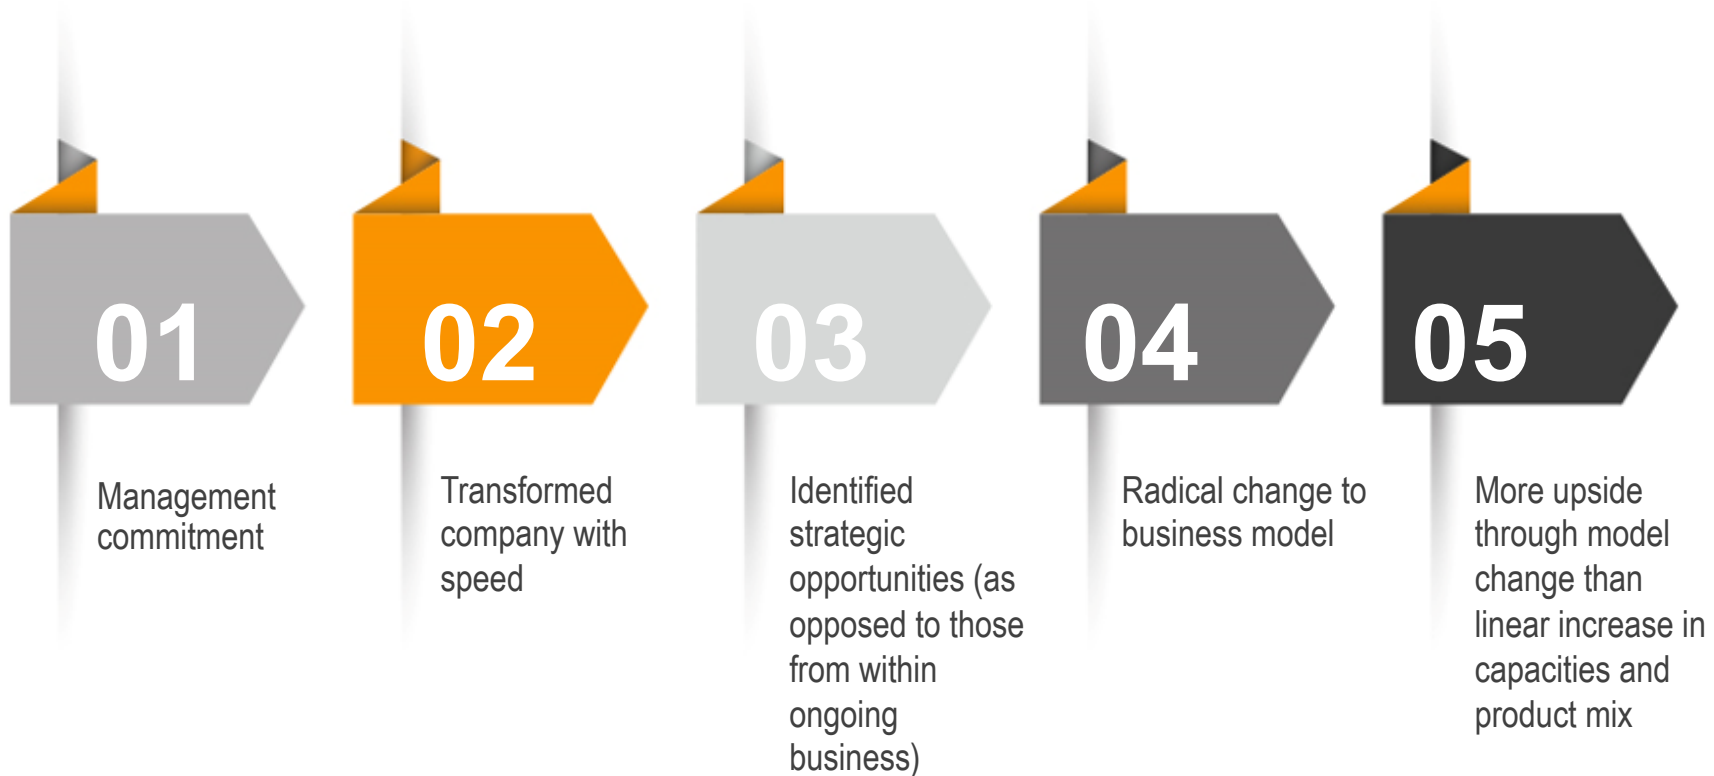 01
Management
commitment
02
Transformed
company with
speed
03
Identified
strategic
opportunities (as
opposed to those
from within
ongoing
business)
04
Radical change to
business model
05
More upside
through model
change than
linear increase in
capacities and
product mix